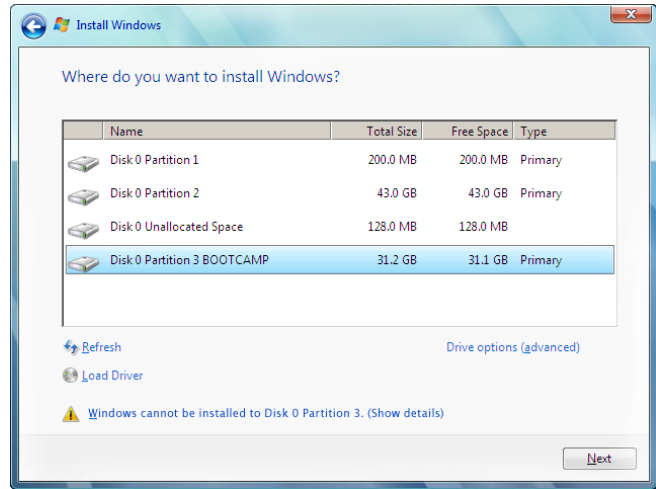 Install Windows
Where do you want to install Windows?
Name Total Size Free Space Type
Disk 0 Partition 1 200.0 MB 200.0 MB Primary
Disk 0 Partition 2 43.0 GB 43.0 GB Primary
Disk 0 Unallocated Space 128.0 MB 128.0 MB
Disk 0 Partition 3 BOOTCAMP 31.2 GB 31.1 GB Primary
Refresh Drive options (advanced)
Load Driver
Windows cannot be installed to Disk 0 Partition 3. (Show details)
Next